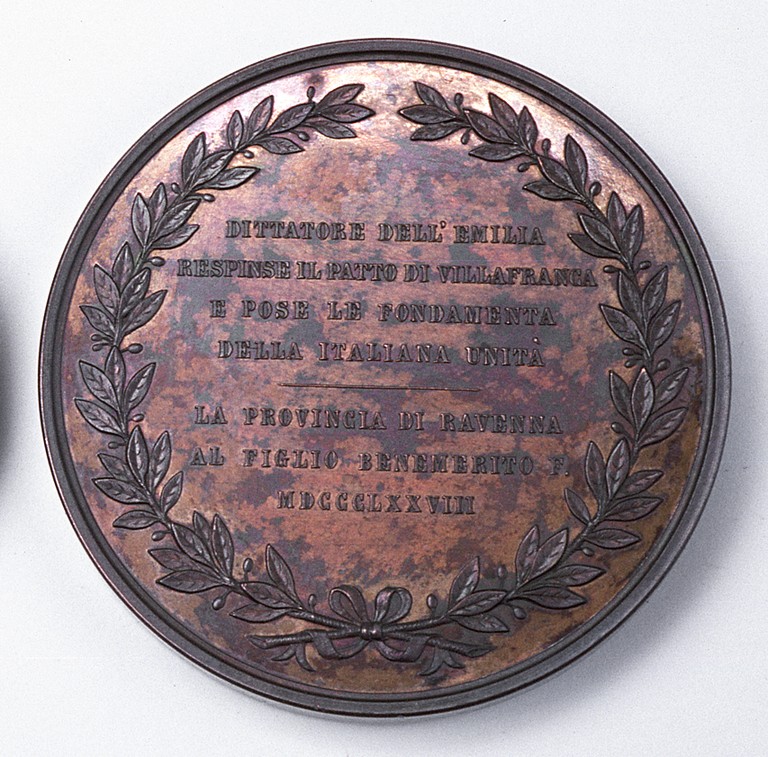 DITTATORE DELL' EMILIA
RESPINSE IL PATTO DI VILLAFRANCA
E POSE LE FONDAMENTA
DELLA ITALIANA UNITÀ
LA PROVINCIA DI RAVENNA
AL FIGLIO BENEMERITO F.
MDCCCLXXVIII